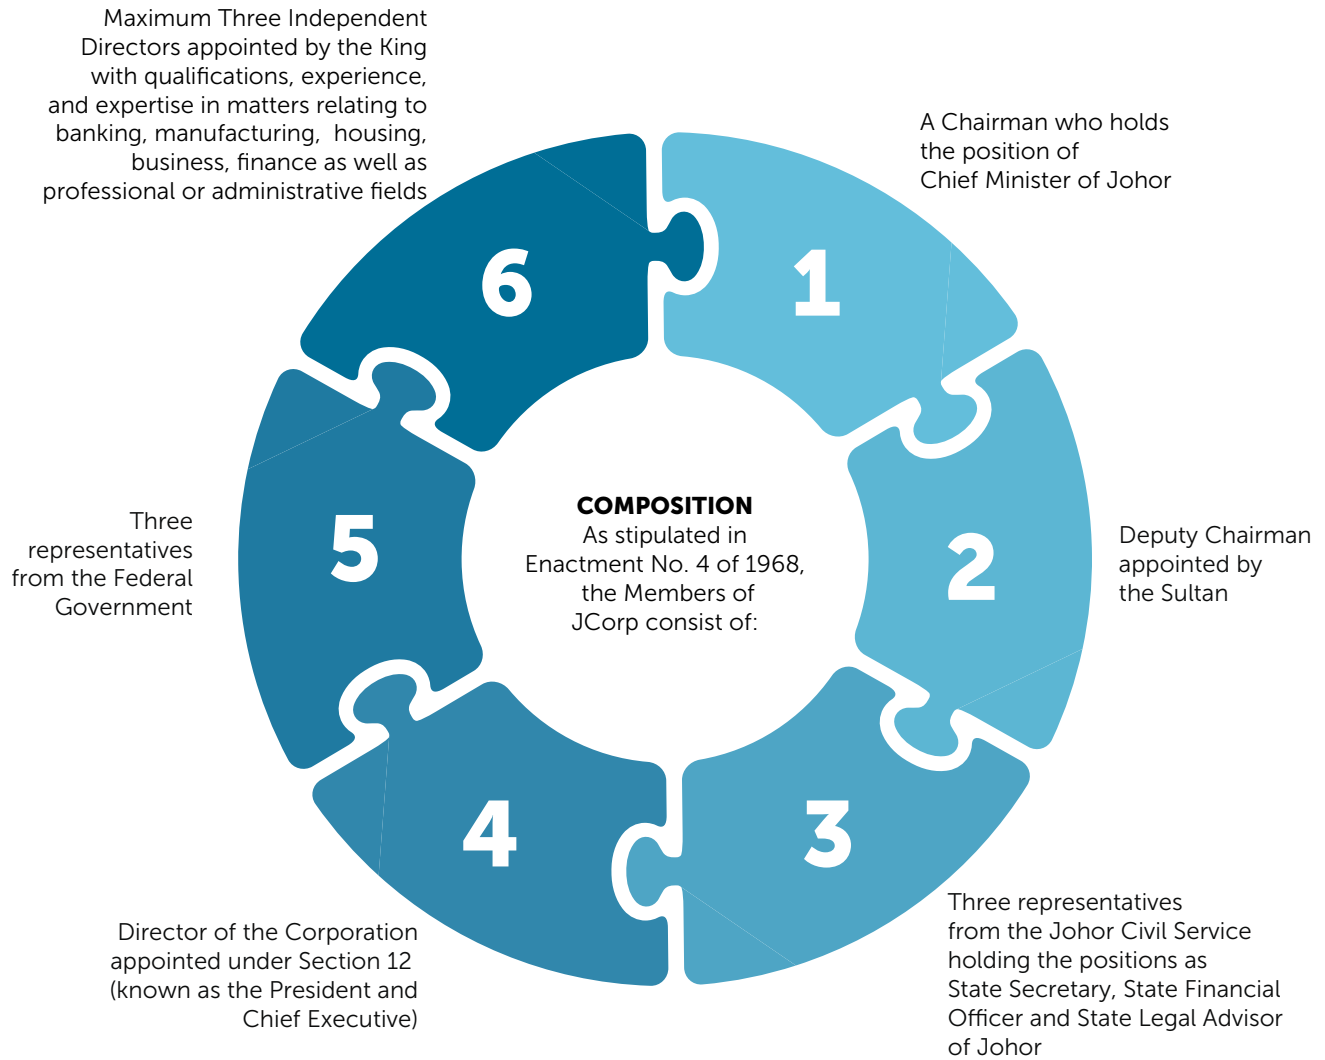 COMPOSITION
As stipulated in
Enactment No. 4 of 1968,
the Members of
JCorp consist of:
1
A Chairman who holds
the position of
Chief Minister of Johor
2
Deputy Chairman
appointed by
the Sultan
3
Three representatives
from the Johor Civil Service
holding the positions as
State Secretary, State Financial
Officer and State Legal Advisor
of Johor
4
Director of the Corporation
appointed under Section 12
(known as the President and
Chief Executive)
5
Three
representatives
from the Federal
Government
6
Maximum Three Independent
Directors appointed by the King
with qualifications, experience,
and expertise in matters relating to
banking, manufacturing, housing,
business, finance as well as
professional or administrative fields